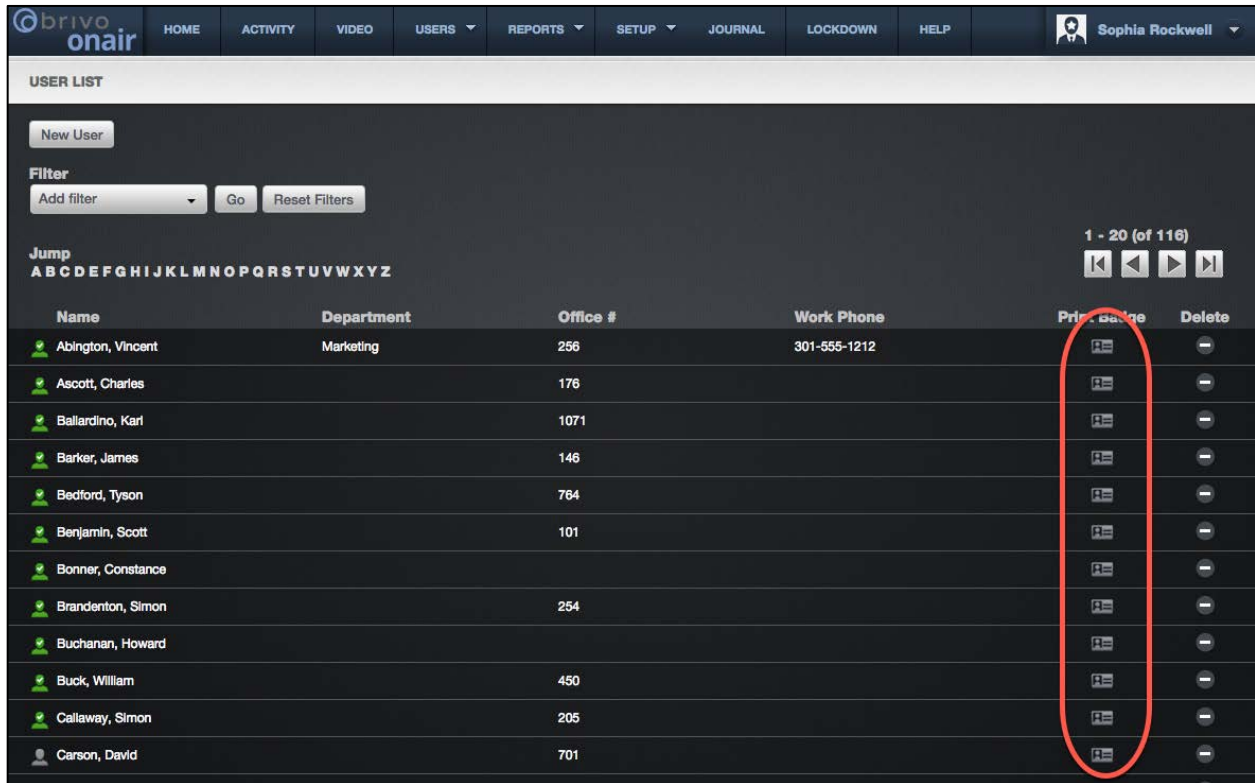 brivo onair HOME ACTIVITY VIDEO USERS REPORTS SETUP JOURNAL LOCKDOWN HELP Sophia Rockwell
USER LIST
New User
Filter
Add filter Go Reset Filters
1 - 20 (of 116)
Jump
A B C D E F G H I J K L M N O P Q R S T U V W X Y Z
Name Department Office # Work Phone Print Badge Delete
Abington, Vincent Marketing 256 301-555-1212
Ascott, Charles 176
Ballardino, Karl 1071
Barker, James 146
Bedford, Tyson 764
Benjamin, Scott 101
Bonner, Constance
Brandenton, Simon 254
Buchanan, Howard
Buck, William 450
Callaway, Simon 205
Carson, David 701